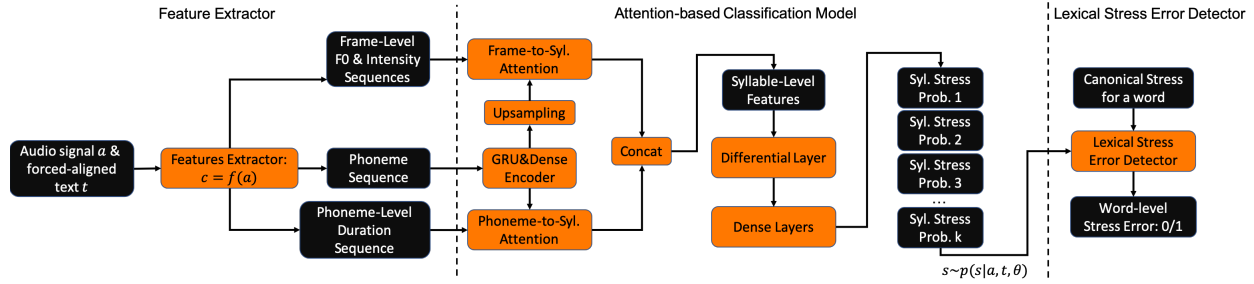 Feature Extractor
Attention-based Classification Model
Lexical Stress Error Detector
Audio signal a &
forced-aligned
text t
Features Extractor:
c = f(a)
Frame-Level
F0 & Intensity
Sequences
Phoneme
Sequence
Phoneme-Level
Duration
Sequence
Frame-to-Syl.
Attention
Upsampling
GRU&Dense
Encoder
Phoneme-to-Syl.
Attention
Concat
Syllable-Level
Features
Differential Layer
Dense Layers
Syl. Stress
Prob. 1
Syl. Stress
Prob. 2
Syl. Stress
Prob. 3
...
Syl. Stress
Prob. k
s~p(s|a, t, θ)
Canonical Stress
for a word
Lexical Stress
Error Detector
Word-level
Stress Error: 0/1